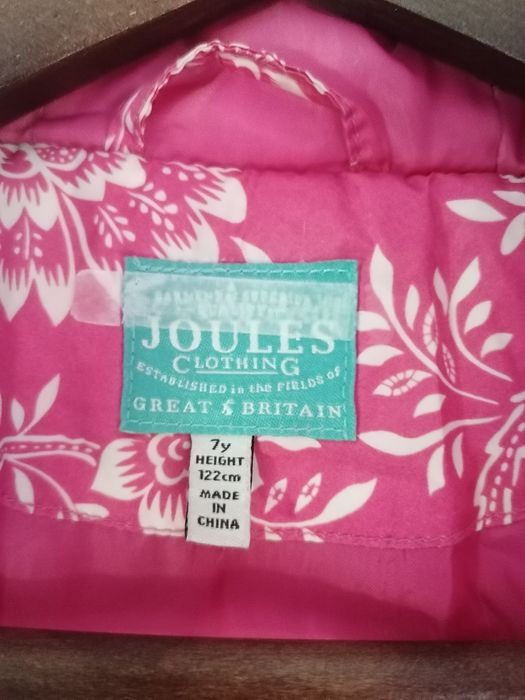 JOULES
CLOTHING
ESTABLISHED in the FIELDS OF
GREAT BRITAIN
7y
HEIGHT
122cm
MADE
IN
CHINA